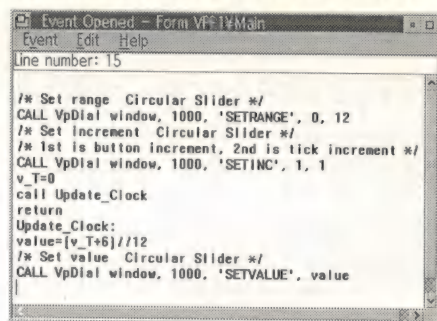 Event Opened - Form VPF1¥Main
Event Edit Help
Line number: 15
/* Set range Circular Slider */
CALL VpDial window, 1000, 'SETRANGE', 0, 12
/* Set increment Circular Slider */
/* 1st is button increment, 2nd is tick increment */
CALL VpDial window, 1000, 'SETINC', 1, 1
v_T=0
call Update_Clock
return
Update_Clock:
value=(v_T+6)//12
/* Set value Circular Slider */
CALL VpDial window, 1000, 'SETVALUE', value